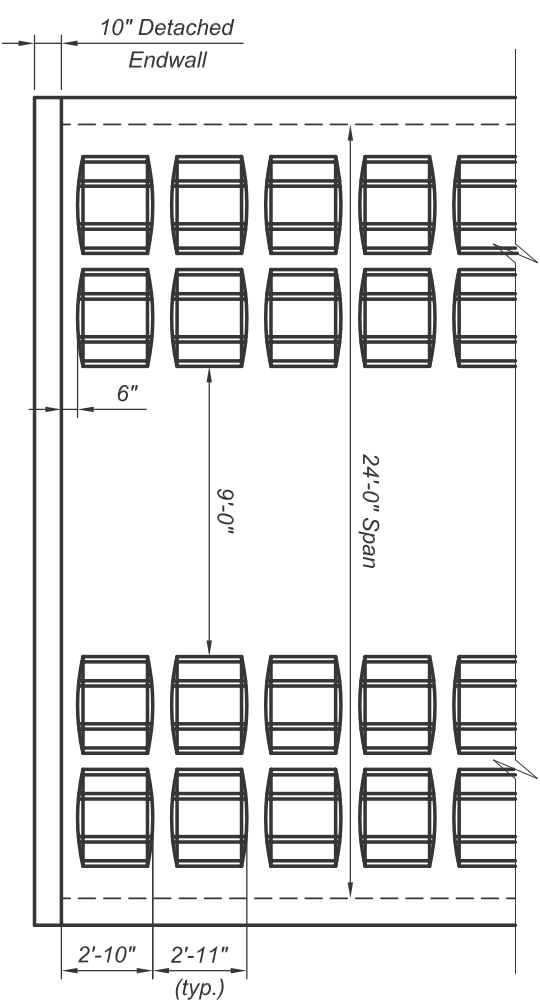 10" Detached
Endwall
6"
9'-0"
24'-0" Span
2'-10"
2'-11"
(typ.)